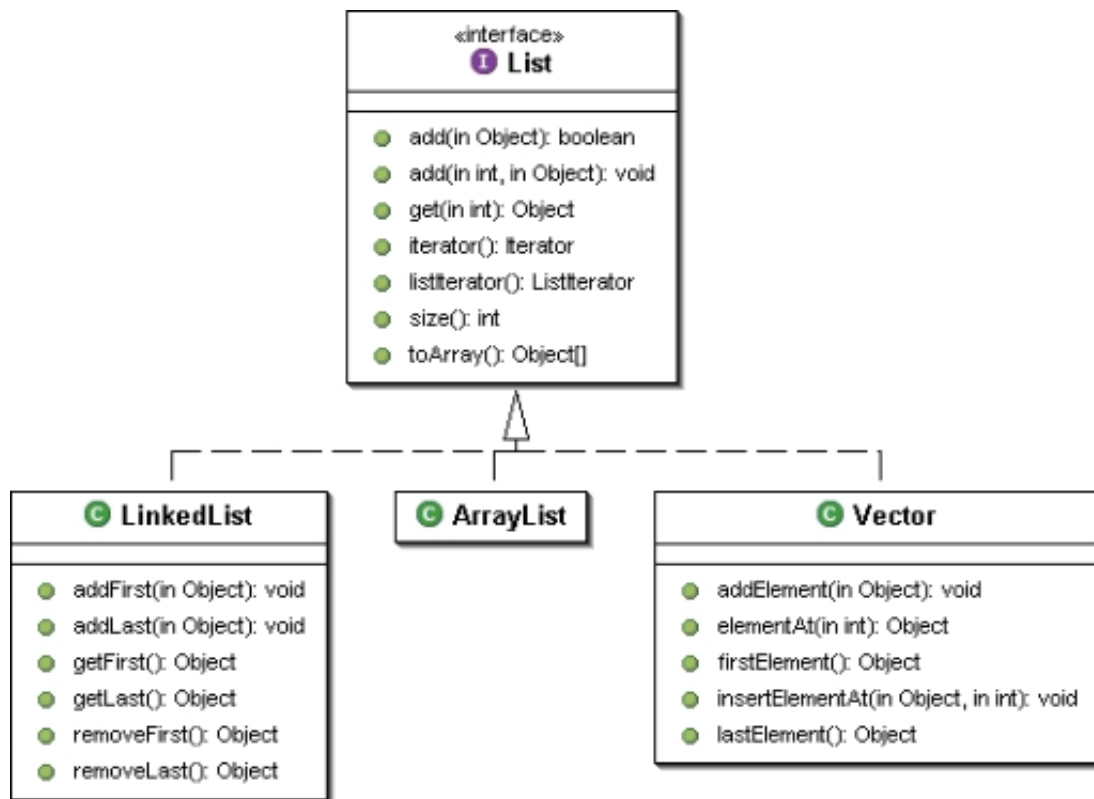 «interface»
I List
add(in Object): boolean
add(in int, in Object): void
get(in int): Object
iterator(): Iterator
listIterator(): ListIterator
size(): int
toArray(): Object[]
C LinkedList
addFirst(in Object): void
addLast(in Object): void
getFirst(): Object
getLast(): Object
removeFirst(): Object
removeLast(): Object
C ArrayList
C Vector
addElement(in Object): void
elementAt(in int): Object
firstElement(): Object
insertElementAt(in Object, in int): void
lastElement(): Object